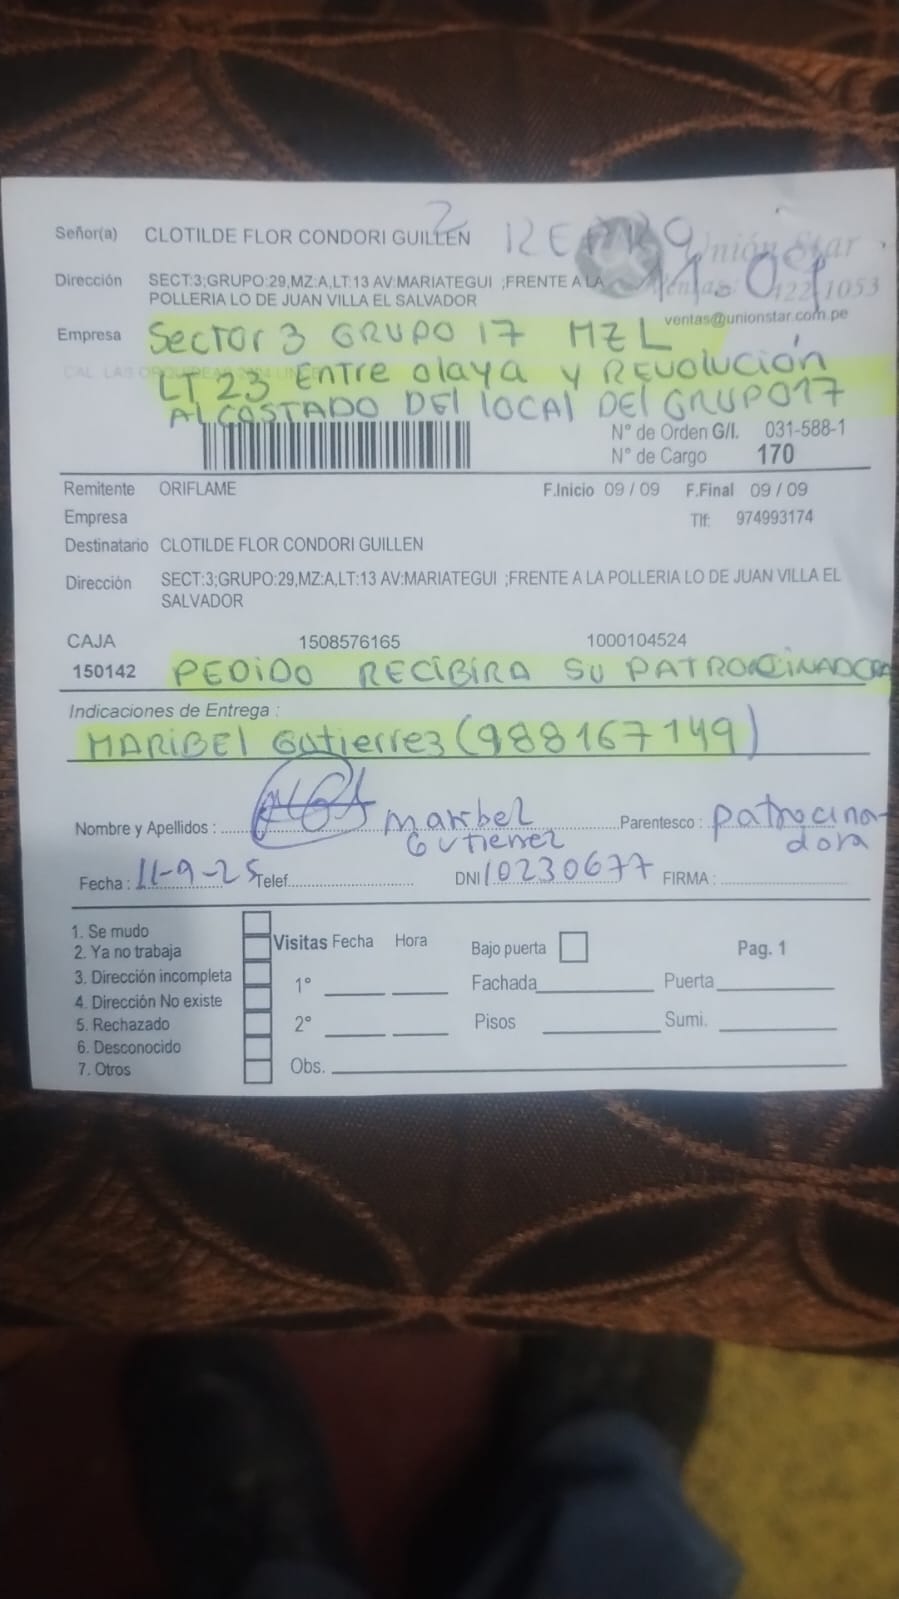 Señor(a) CLOTILDE FLOR CONDORI GUILLEN
Unión Star
Dirección SECT:3;GRUPO:29,MZ:A,LT:13 AV:MARIATEGUI ;FRENTE A LA
POLLERIA LO DE JUAN VILLA EL SALVADOR
ventas@unionstar.com.pe
Empresa Sector 3 GRUPO 17 MZ L
LT 23 Entre olaya y REVOLUCIÓN
AL COSTADO DEL LOCAL DEL GRUPO 17
N° de Orden G/I. 031-588-1
N° de Cargo 170
Remitente ORIFLAME F.Inicio 09 / 09 F.Final 09 / 09
Empresa Tlf: 974993174
Destinatario CLOTILDE FLOR CONDORI GUILLEN
Dirección SECT:3;GRUPO:29,MZ:A,LT:13 AV:MARIATEGUI ;FRENTE A LA POLLERIA LO DE JUAN VILLA EL
SALVADOR
CAJA 1508576165 1000104524
150142 PEDIDO RECIBIRA SU PATROCINADORA
Indicaciones de Entrega :
MARIBEL Gutierrez (988167149)
Nombre y Apellidos : Maribel Gutierrez Parentesco : patrocinadora
Fecha : 11-9-25 Telef. DNI 10230677 FIRMA :
1. Se mudo
2. Ya no trabaja Visitas Fecha Hora Bajo puerta Pag. 1
3. Dirección incompleta 1° Fachada Puerta
4. Dirección No existe
5. Rechazado 2° Pisos Sumi.
6. Desconocido
7. Otros Obs.